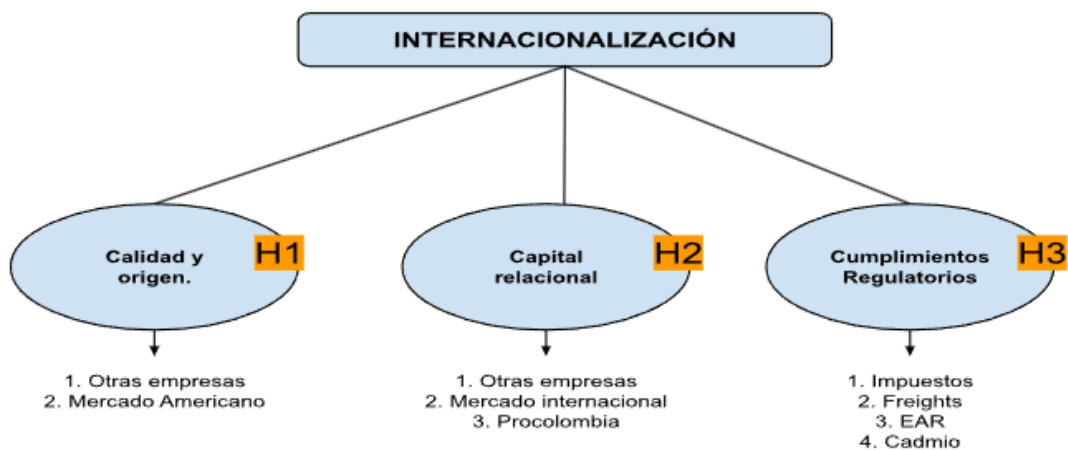 INTERNACIONALIZACIÓN
Calidad y
origen.
H1
Capital
relacional
H2
Cumplimientos
Regulatorios
H3
1. Otras empresas
2. Mercado Americano
1. Otras empresas
2. Mercado internacional
3. Procolombia
1. Impuestos
2. Freights
3. EAR
4. Cadmio